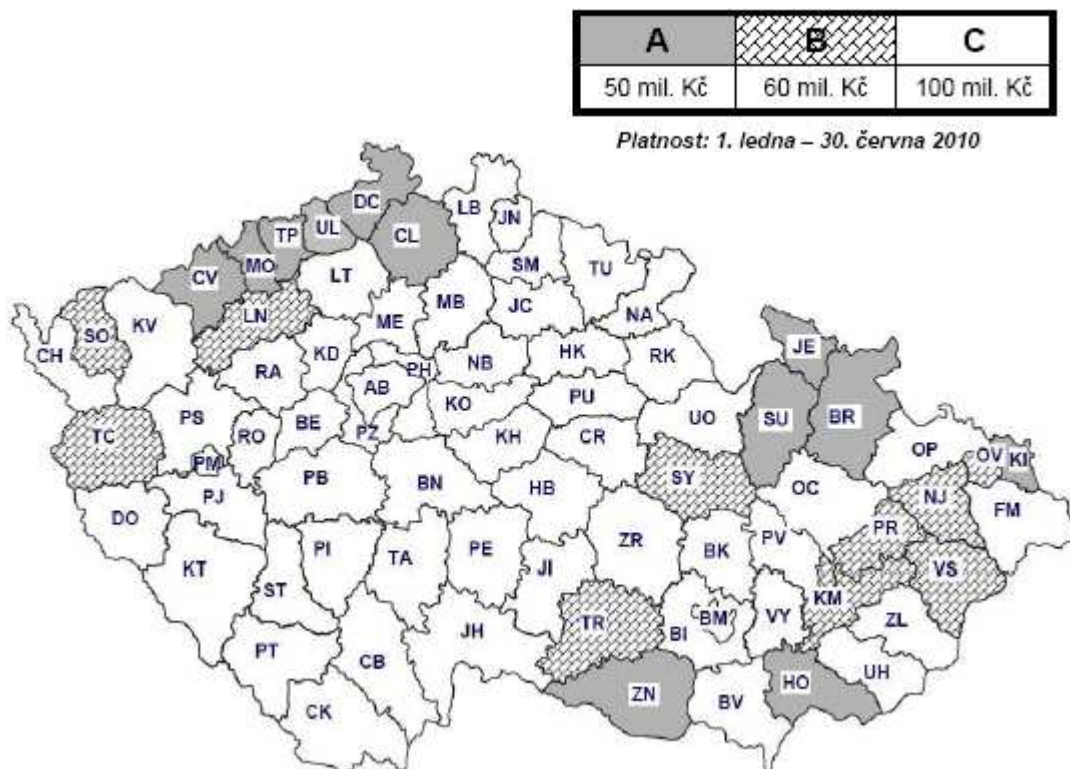 A B C
50 mil. Kč 60 mil. Kč 100 mil. Kč
Platnost: 1. ledna – 30. června 2010
DC LB JN
TP UL CL
CV MO LT SM TU
LN ME MB JC NA
CH SO KV KD PH NB HK RK JE
RA AB KO PU
TC PS RO BE PZ KH CR UO SU BR
PM PB BN HB SY OC OP OV KI
DO PJ NJ FM
KT PI TA PE ZR BK PV PR
ST JI KM VS
PT CB JH TR BI BM VY ZL
CK ZN BV HO UH